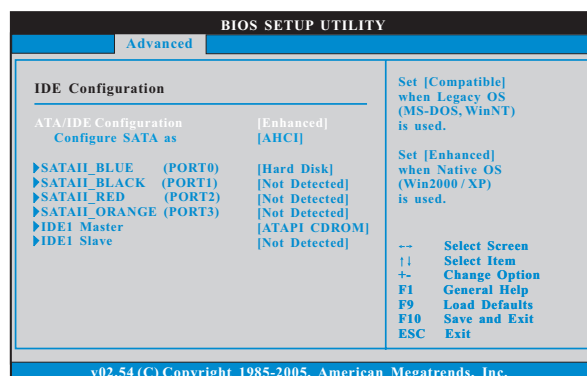 BIOS SETUP UTILITY
Advanced
IDE Configuration
ATA/IDE Configuration [Enhanced]
Configure SATA as [AHCI]
SATAII_BLUE (PORT0) [Hard Disk]
SATAII_BLACK (PORT1) [Not Detected]
SATAII_RED (PORT2) [Not Detected]
SATAII_ORANGE (PORT3) [Not Detected]
IDE1 Master [ATAPI CDROM]
IDE1 Slave [Not Detected]
Set [Compatible]
when Legacy OS
(MS-DOS, WinNT)
is used.
Set [Enhanced]
when Native OS
(Win2000 / XP)
is used.
←→ Select Screen
↑↓ Select Item
+- Change Option
F1 General Help
F9 Load Defaults
F10 Save and Exit
ESC Exit
v02.54 (C) Copyright 1985-2005, American Megatrends, Inc.